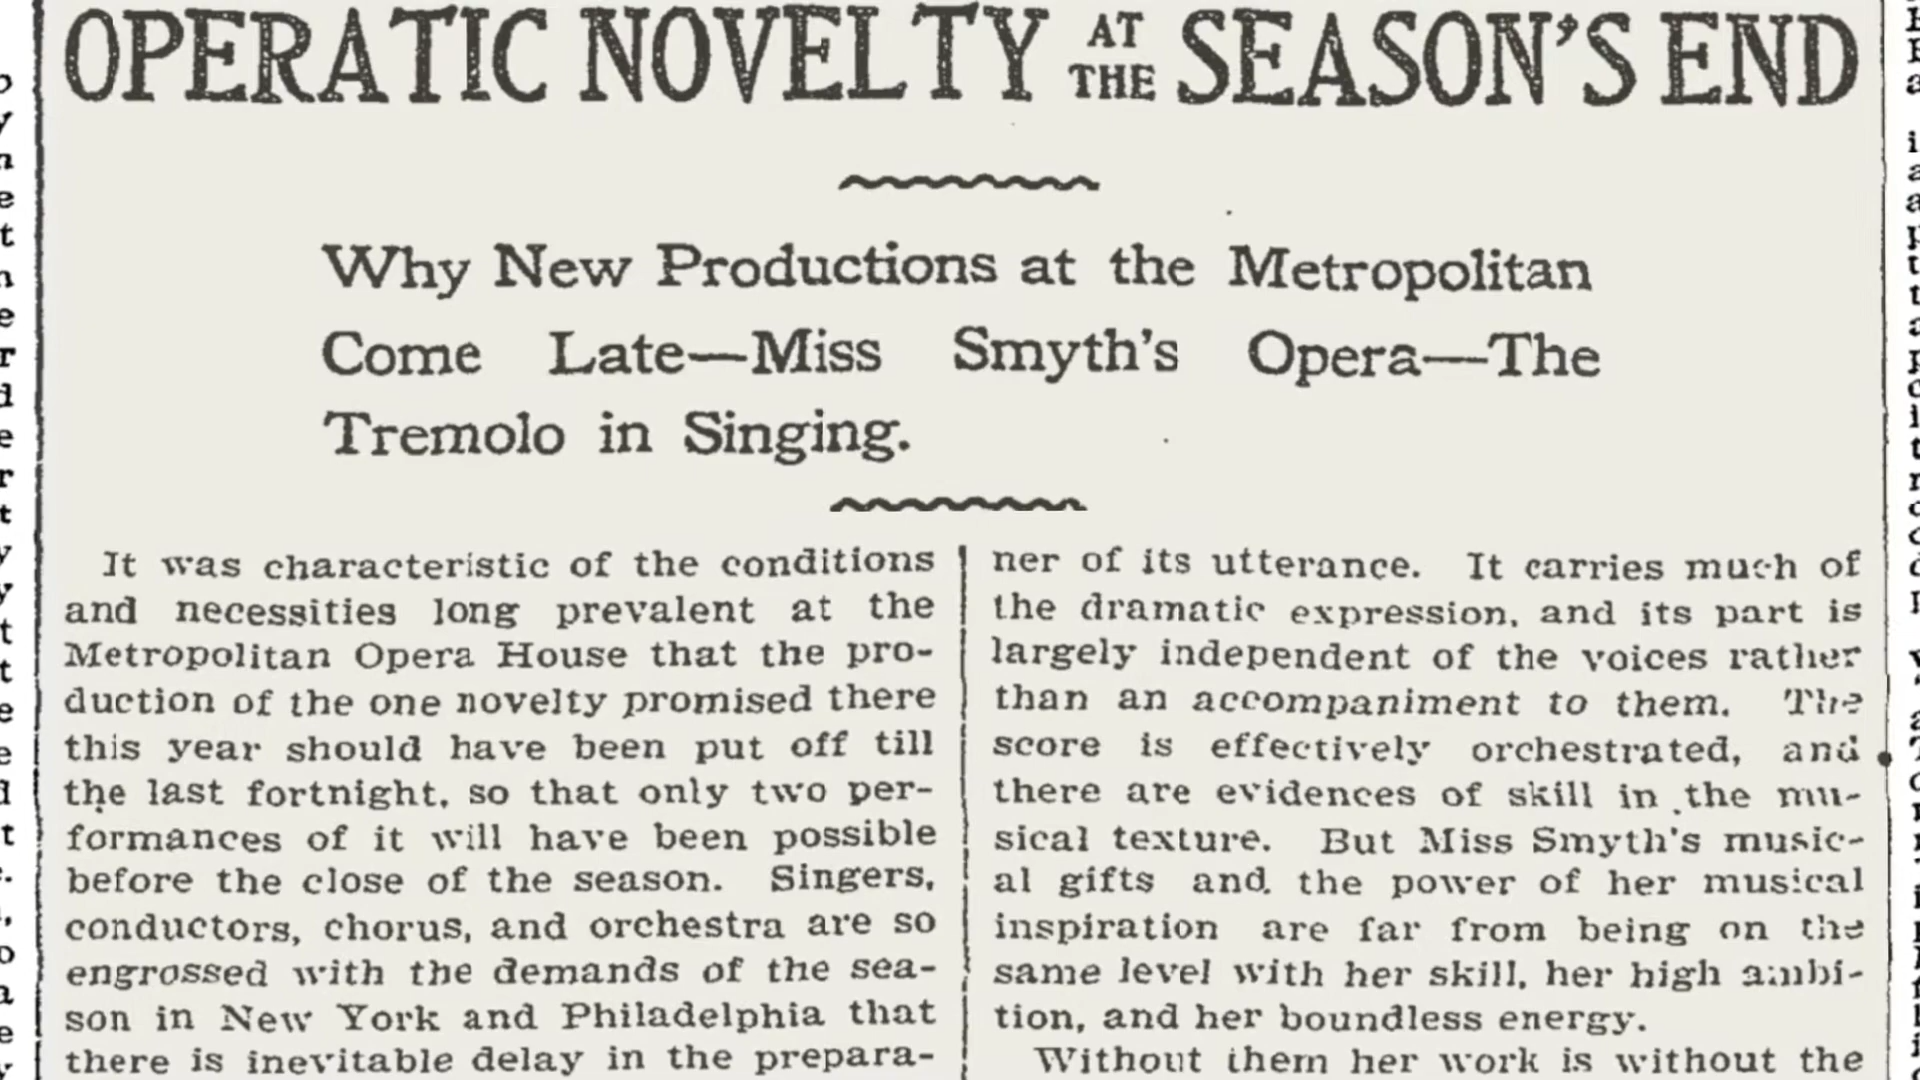 OPERATIC NOVELTY AT THE SEASON'S END
Why New Productions at the Metropolitan
Come Late—Miss Smyth's Opera—The
Tremolo in Singing.
It was characteristic of the conditions
and necessities long prevalent at the
Metropolitan Opera House that the pro-
duction of the one novelty promised there
this year should have been put off till
the last fortnight, so that only two per-
formances of it will have been possible
before the close of the season. Singers,
conductors, chorus, and orchestra are so
engrossed with the demands of the sea-
son in New York and Philadelphia that
there is inevitable delay in the prepara-
ner of its utterance. It carries much of
the dramatic expression, and its part is
largely independent of the voices rather
than an accompaniment to them. The
score is effectively orchestrated, and
there are evidences of skill in the mu-
sical texture. But Miss Smyth's music-
al gifts and the power of her musical
inspiration are far from being on the
same level with her skill, her high ambi-
tion, and her boundless energy.
Without them her work is without the